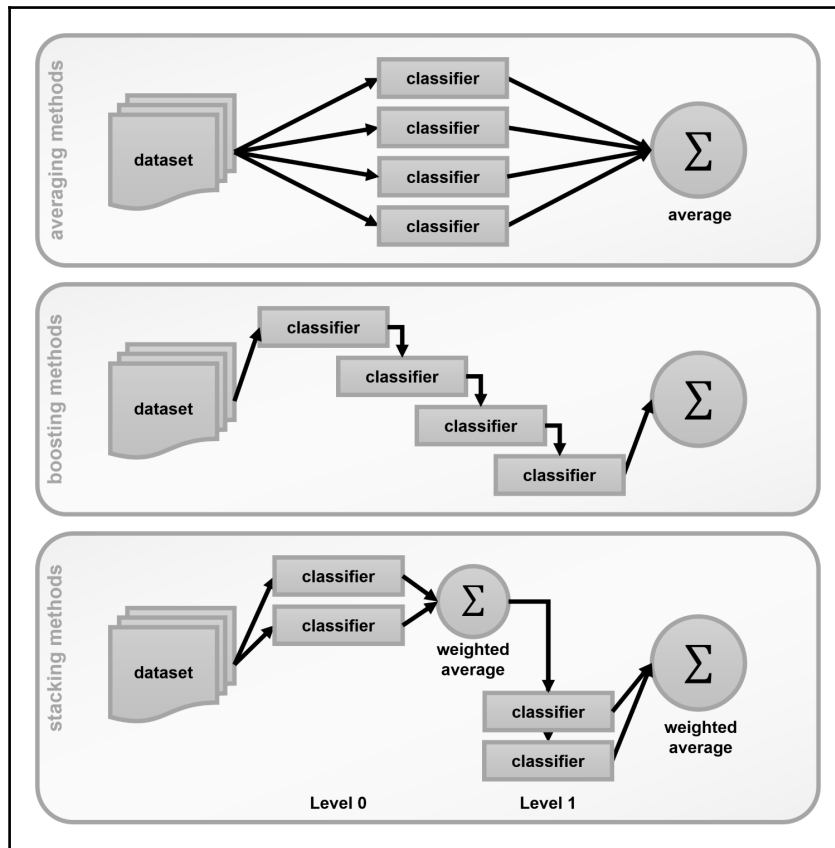 averaging methods
dataset
classifier
classifier
classifier
classifier
Σ
average
boosting methods
dataset
classifier
classifier
classifier
classifier
Σ
stacking methods
dataset
classifier
classifier
Σ
weighted
average
classifier
classifier
Σ
weighted
average
Level 0
Level 1